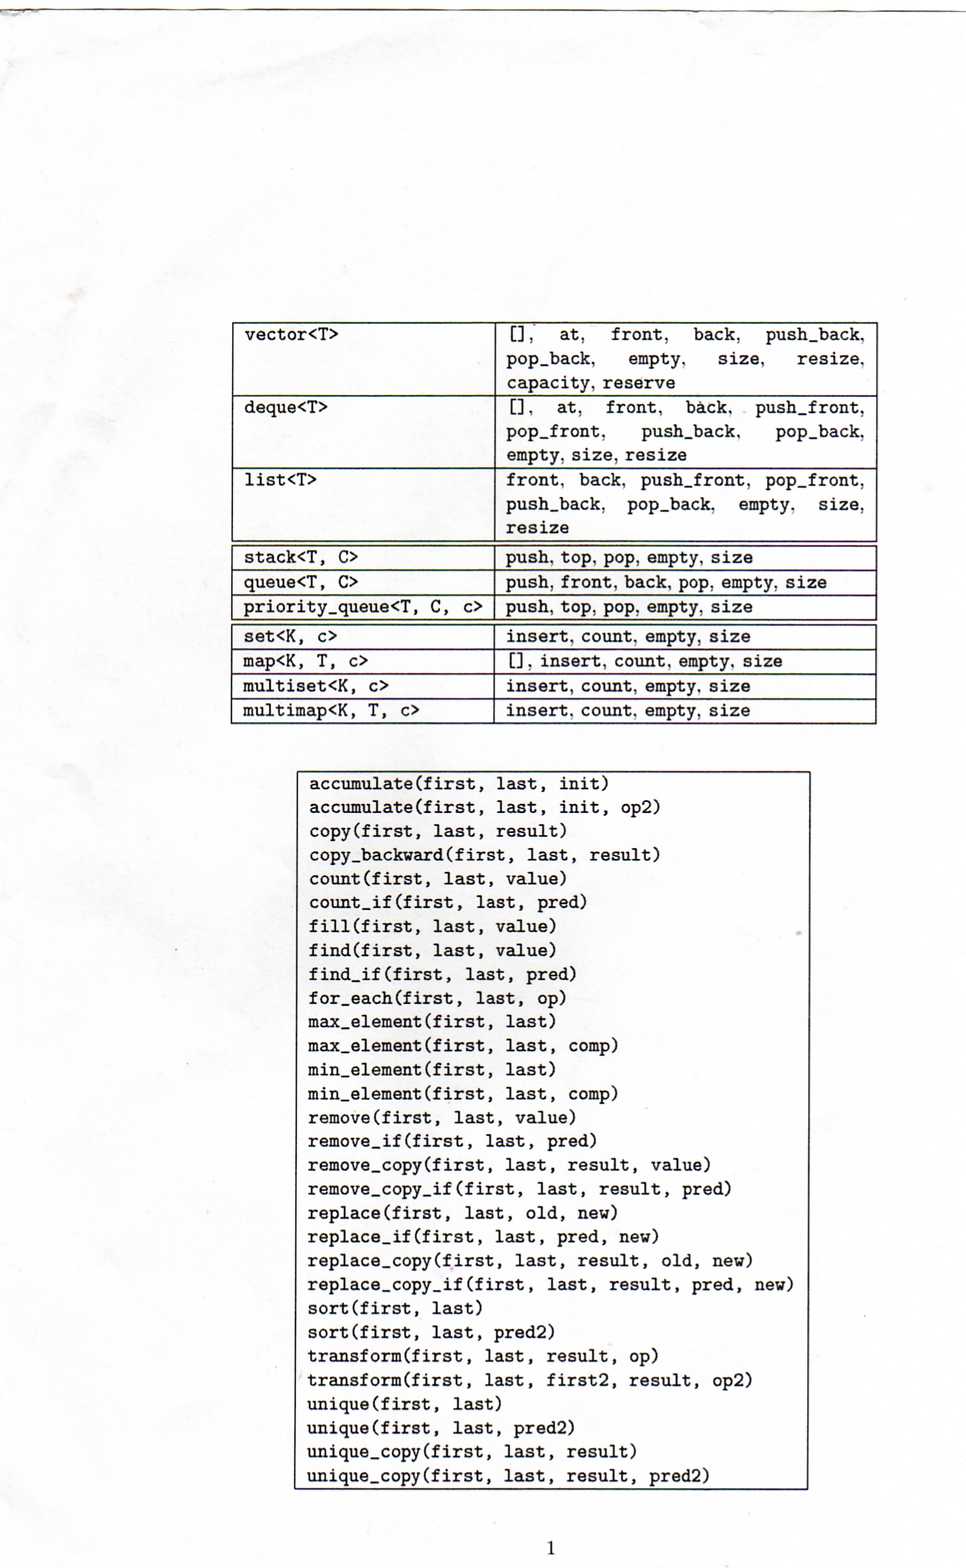 vector<T> [], at, front, back, push_back,
pop_back, empty, size, resize,
capacity, reserve
deque<T> [], at, front, back, push_front,
pop_front, push_back, pop_back,
empty, size, resize
list<T> front, back, push_front, pop_front,
push_back, pop_back, empty, size,
resize
stack<T, C> push, top, pop, empty, size
queue<T, C> push, front, back, pop, empty, size
priority_queue<T, C, c> push, top, pop, empty, size
set<K, c> insert, count, empty, size
map<K, T, c> [], insert, count, empty, size
multiset<K, c> insert, count, empty, size
multimap<K, T, c> insert, count, empty, size
accumulate(first, last, init)
accumulate(first, last, init, op2)
copy(first, last, result)
copy_backward(first, last, result)
count(first, last, value)
count_if(first, last, pred)
fill(first, last, value)
find(first, last, value)
find_if(first, last, pred)
for_each(first, last, op)
max_element(first, last)
max_element(first, last, comp)
min_element(first, last)
min_element(first, last, comp)
remove(first, last, value)
remove_if(first, last, pred)
remove_copy(first, last, result, value)
remove_copy_if(first, last, result, pred)
replace(first, last, old, new)
replace_if(first, last, pred, new)
replace_copy(first, last, result, old, new)
replace_copy_if(first, last, result, pred, new)
sort(first, last)
sort(first, last, pred2)
transform(first, last, result, op)
transform(first, last, first2, result, op2)
unique(first, last)
unique(first, last, pred2)
unique_copy(first, last, result)
unique_copy(first, last, result, pred2)
1